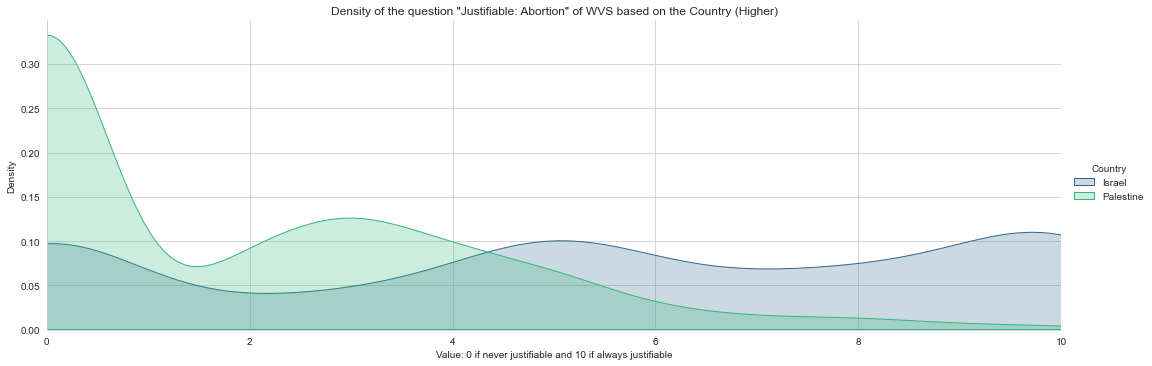 Density of the question "Justifiable: Abortion" of WVS based on the Country (Higher)
0.30
0.25
0.20
0.15
0.10
0.05
0.00
Density
0 2 4 6 8 10
Value: 0 if never justifiable and 10 if always justifiable
Country
Israel
Palestine